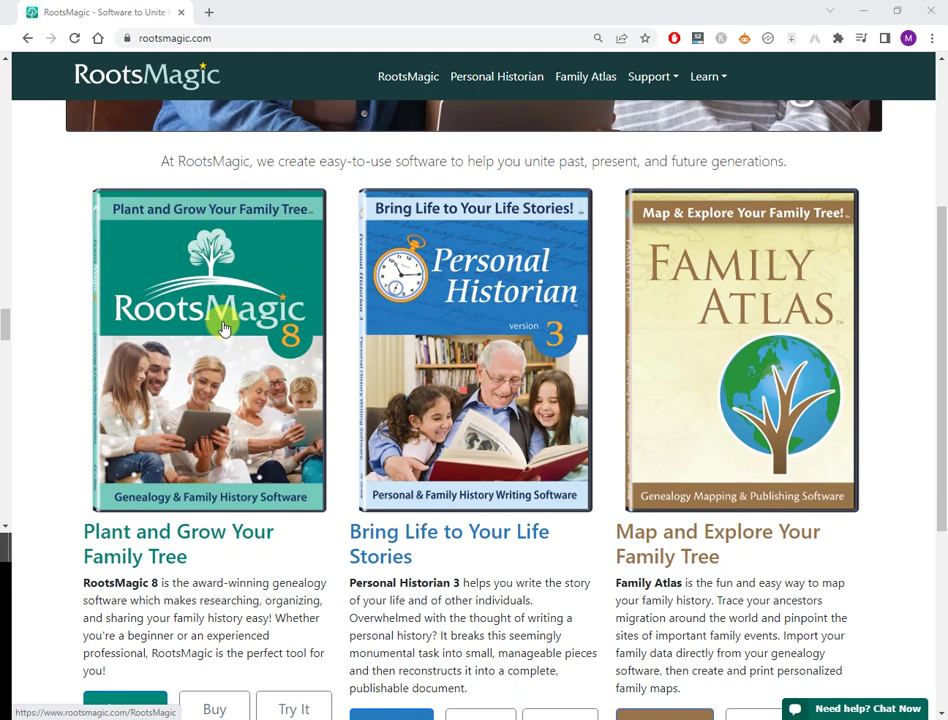 RootsMagic - Software to Unite
rootsmagic.com
M
RootsMagic
RootsMagic Personal Historian Family Atlas Support Learn
At RootsMagic, we create easy-to-use software to help you unite past, present, and future generations.
Plant and Grow Your Family Tree™
RootsMagic
8
Genealogy & Family History Software
Bring Life to Your Life Stories!
Personal
Historian
version 3
Personal & Family History Writing Software
Map & Explore Your Family Tree!
FAMILY
ATLAS
Genealogy Mapping & Publishing Software
Plant and Grow Your
Family Tree
RootsMagic 8 is the award-winning genealogy
software which makes researching, organizing,
and sharing your family history easy! Whether
you're a beginner or an experienced
professional, RootsMagic is the perfect tool for
you!
Buy
Try It
Bring Life to Your Life
Stories
Personal Historian 3 helps you write the story
of your life and of other individuals.
Overwhelmed with the thought of writing a
personal history? It breaks this seemingly
monumental task into small, manageable pieces
and then reconstructs it into a complete,
publishable document.
Map and Explore Your
Family Tree
Family Atlas is the fun and easy way to map
your family history. Trace your ancestors
migration around the world and pinpoint the
sites of important family events. Import your
family data directly from your genealogy
software, then create and print personalized
family maps.
https://www.rootsmagic.com/RootsMagic
Need help? Chat Now